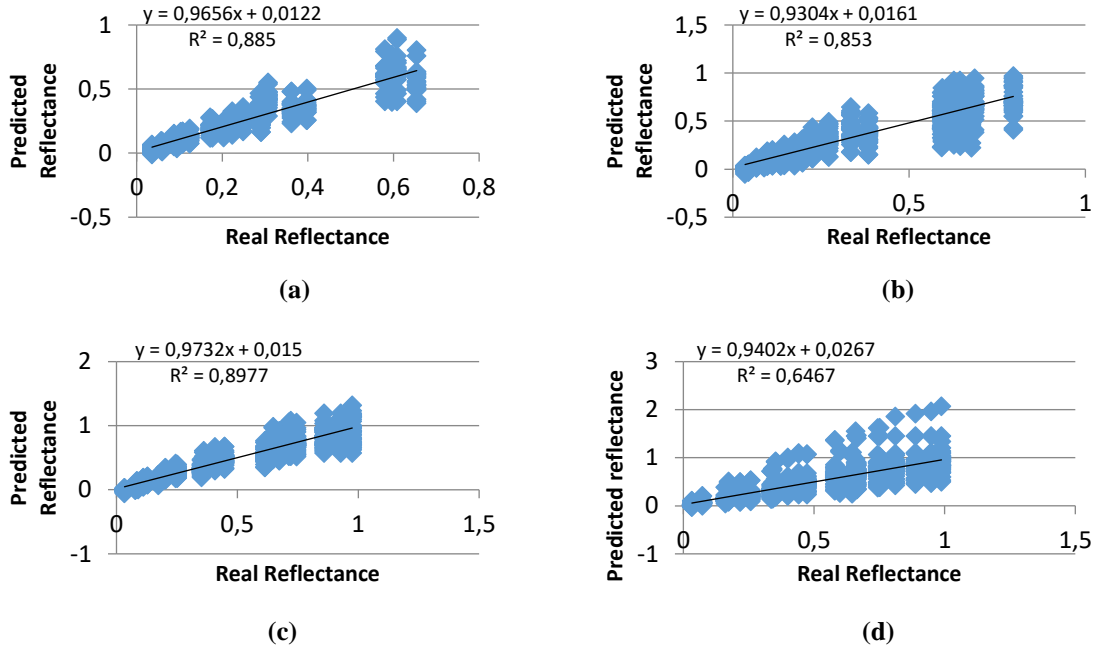 y = 0,9656x + 0,0122
R² = 0,885
1
0,5
0
-0,5
0
0,2
0,4
0,6
0,8
Predicted
Reflectance
Real Reflectance
(a)
y = 0,9304x + 0,0161
R² = 0,853
1,5
1
0,5
0
-0,5
0
0,5
1
Predicted
Reflectance
Real Reflectance
(b)
y = 0,9732x + 0,015
R² = 0,8977
2
1
0
-1
0
0,5
1
1,5
Predicted
Reflectance
Real Reflectance
(c)
y = 0,9402x + 0,0267
R² = 0,6467
3
2
1
0
-1
0
0,5
1
1,5
Predicted reflectance
Real Reflectance
(d)